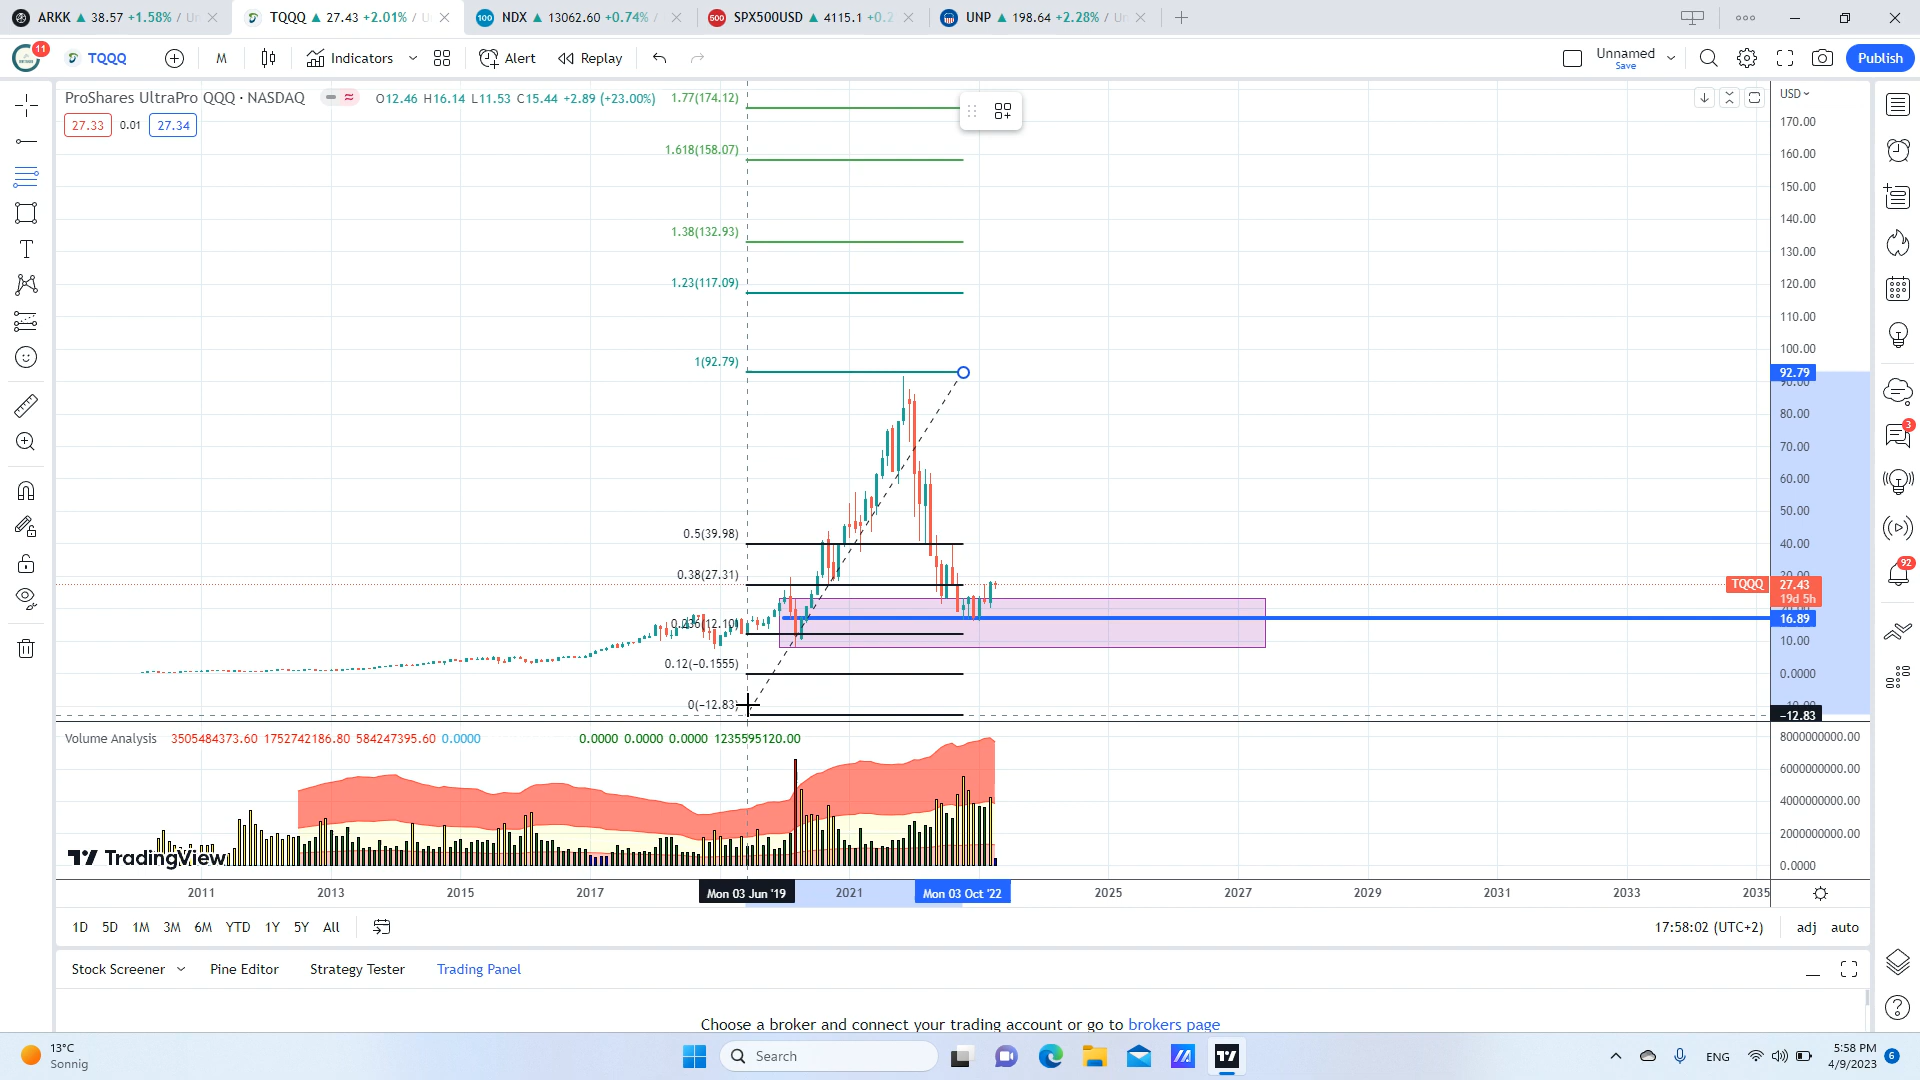 ARKK ▲ 38.57 +1.58% / Un
TQQQ ▲ 27.43 +2.01% / U
NDX ▲ 13062.60 +0.74% /
500 SPX500USD ▲ 4115.1 +0.2
UNP ▲ 198.64 +2.28% / Un
11 TQQQ M Indicators Alert Replay
Unnamed
Save
Publish
ProShares UltraPro QQQ · NASDAQ O12.46 H16.14 L11.53 C15.44 +2.89 (+23.00%)
27.33 0.01 27.34
USD
1.77(174.12)
1.618(158.07)
1.38(132.93)
1.23(117.09)
1(92.79)
0.5(39.98)
0.38(27.31)
0.236(12.10)
0.12(−0.1555)
0(−12.83)
170.00
160.00
150.00
140.00
130.00
120.00
110.00
100.00
92.79
90.00
80.00
70.00
60.00
50.00
40.00
30.00
TQQQ 27.43
19d 5h
16.89
10.00
0.0000
−12.83
Volume Analysis 3505484373.60 1752742186.80 584247395.60 0.0000 0.0000 0.0000 0.0000 1235595120.00
8000000000.00
6000000000.00
4000000000.00
2000000000.00
0.0000
TradingView
2011 2013 2015 2017 Mon 03 Jun '19 2021 Mon 03 Oct '22 2025 2027 2029 2031 2033 2035
1D 5D 1M 3M 6M YTD 1Y 5Y All
17:58:02 (UTC+2) adj auto
Stock Screener Pine Editor Strategy Tester Trading Panel
Choose a broker and connect your trading account or go to brokers page
3
92
13°C
Sonnig
Search
ENG
5:58 PM
4/9/2023
6